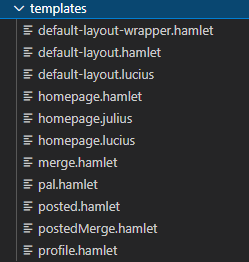 templates
default-layout-wrapper.hamlet
default-layout.hamlet
default-layout.lucius
homepage.hamlet
homepage.julius
homepage.lucius
merge.hamlet
pal.hamlet
posted.hamlet
postedMerge.hamlet
profile.hamlet